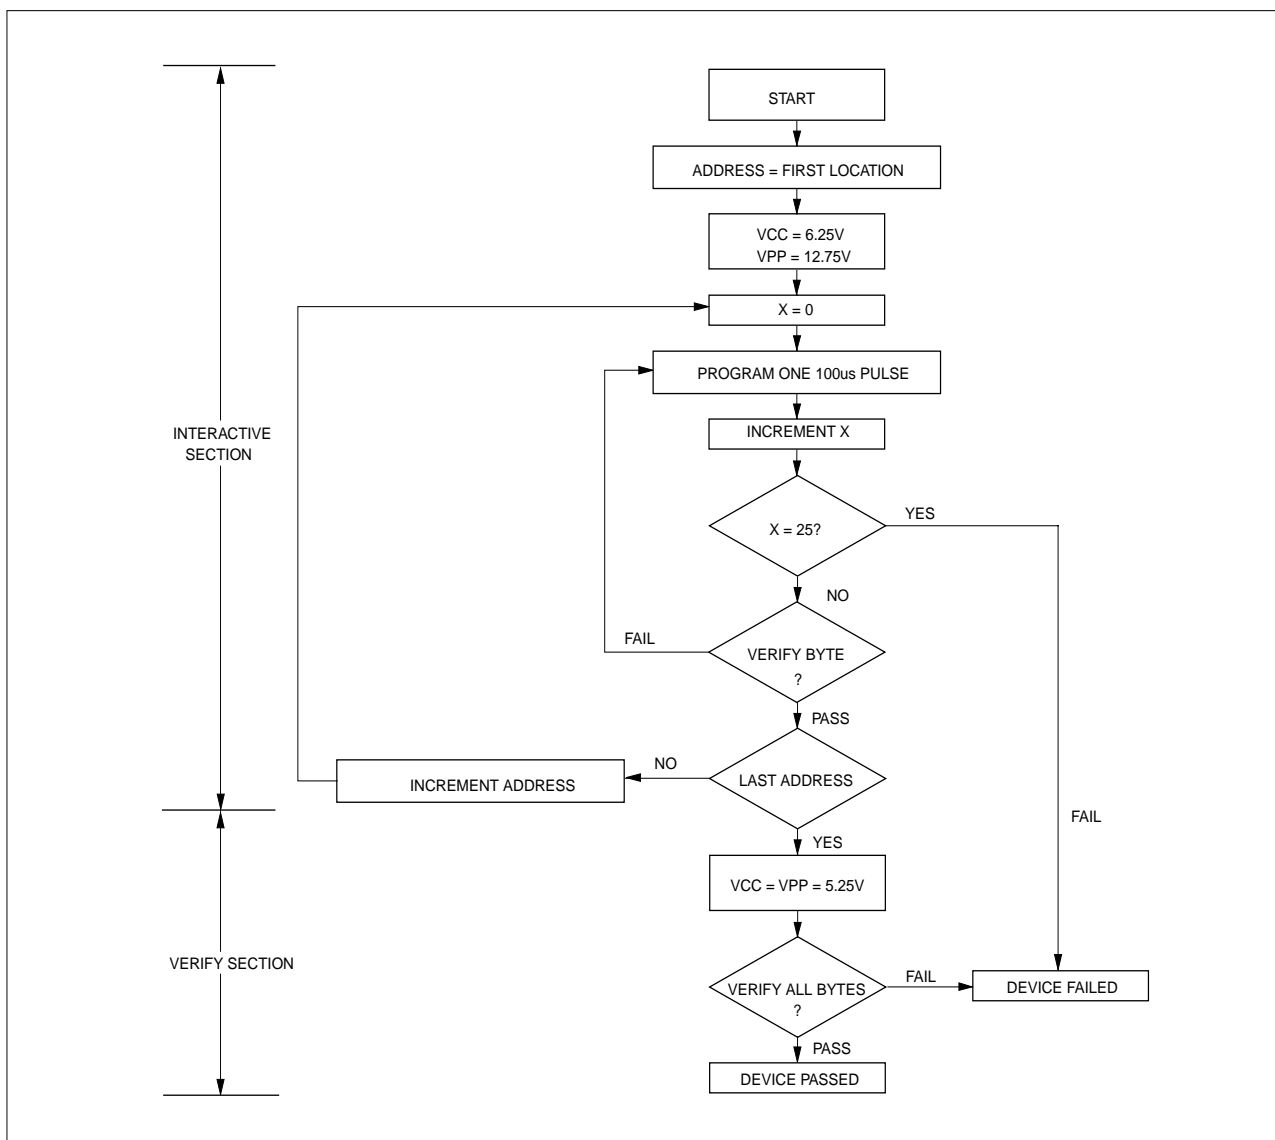 START
ADDRESS = FIRST LOCATION
VCC = 6.25V
VPP = 12.75V
X = 0
PROGRAM ONE 100us PULSE
INCREMENT X
INTERACTIVE
SECTION
X = 25?
YES
NO
FAIL
VERIFY BYTE
?
PASS
NO
LAST ADDRESS
INCREMENT ADDRESS
FAIL
YES
VCC = VPP = 5.25V
VERIFY SECTION
VERIFY ALL BYTES
?
FAIL
DEVICE FAILED
PASS
DEVICE PASSED